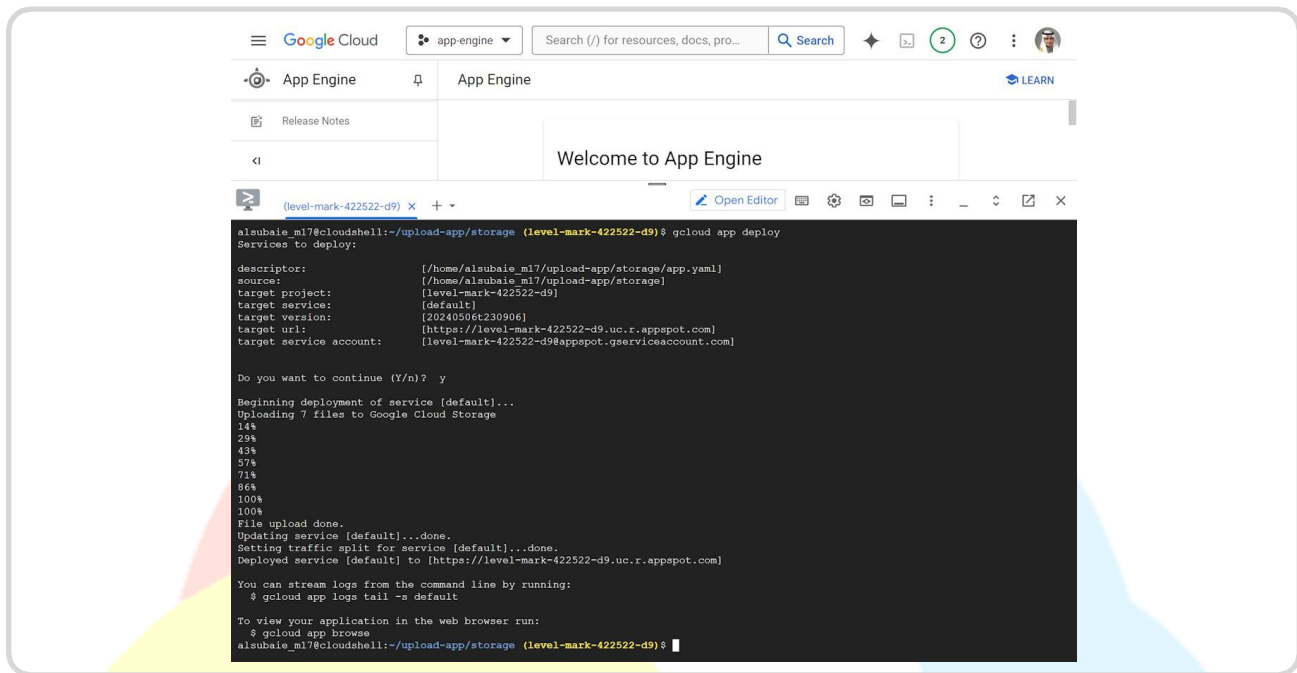 Google Cloud
app-engine
Search (/) for resources, docs, pro...
Search
2
App Engine
App Engine
LEARN
Release Notes
Welcome to App Engine
(level-mark-422522-d9)
Open Editor
alsubaie_m17@cloudshell:~/upload-app/storage (level-mark-422522-d9)$ gcloud app deploy
Services to deploy:
descriptor: [/home/alsubaie_m17/upload-app/storage/app.yaml]
source: [/home/alsubaie_m17/upload-app/storage]
target project: [level-mark-422522-d9]
target service: [default]
target version: [20240506t230906]
target url: [https://level-mark-422522-d9.uc.r.appspot.com]
target service account: [level-mark-422522-d9@appspot.gserviceaccount.com]
Do you want to continue (Y/n)? y
Beginning deployment of service [default]...
Uploading 7 files to Google Cloud Storage
14%
29%
43%
57%
71%
86%
100%
100%
File upload done.
Updating service [default]...done.
Setting traffic split for service [default]...done.
Deployed service [default] to [https://level-mark-422522-d9.uc.r.appspot.com]
You can stream logs from the command line by running:
$ gcloud app logs tail -s default
To view your application in the web browser run:
$ gcloud app browse
alsubaie_m17@cloudshell:~/upload-app/storage (level-mark-422522-d9)$